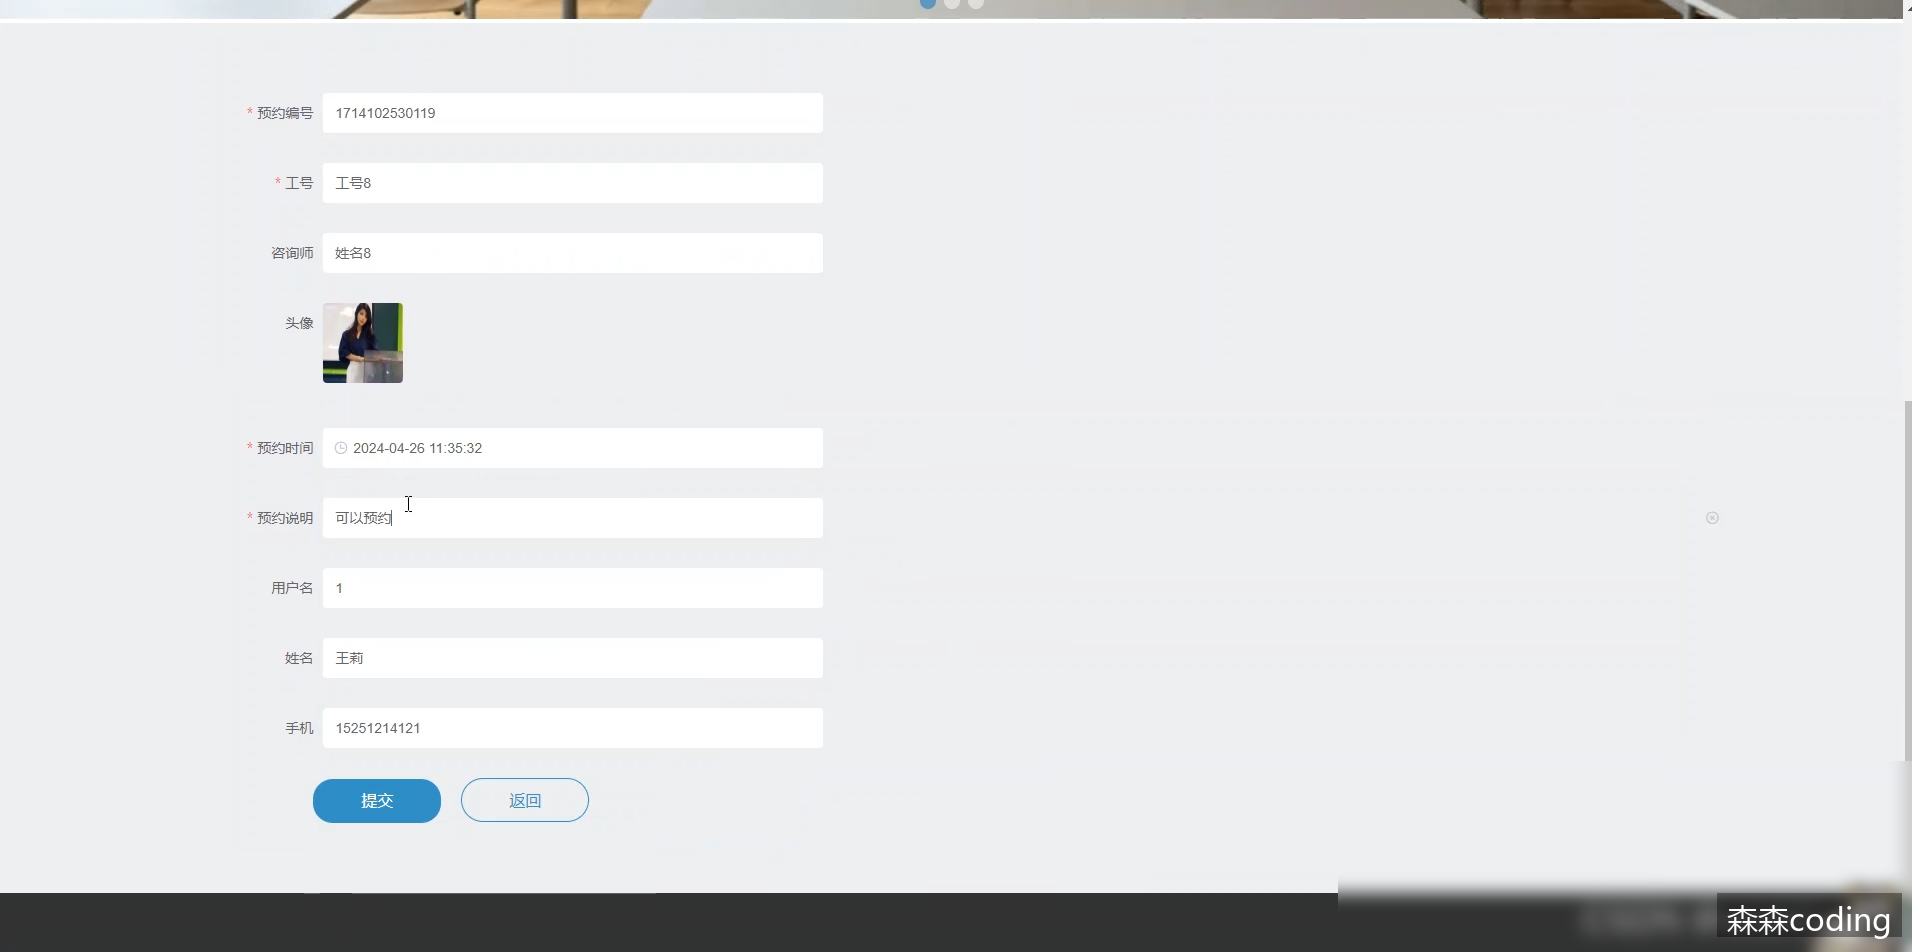 * 预约编号 1714102530119
* 工号 工号8
咨询师 姓名8
头像
* 预约时间 2024-04-26 11:35:32
* 预约说明 可以预约
用户名 1
姓名 王莉
手机 15251214121
提交 返回
森森coding